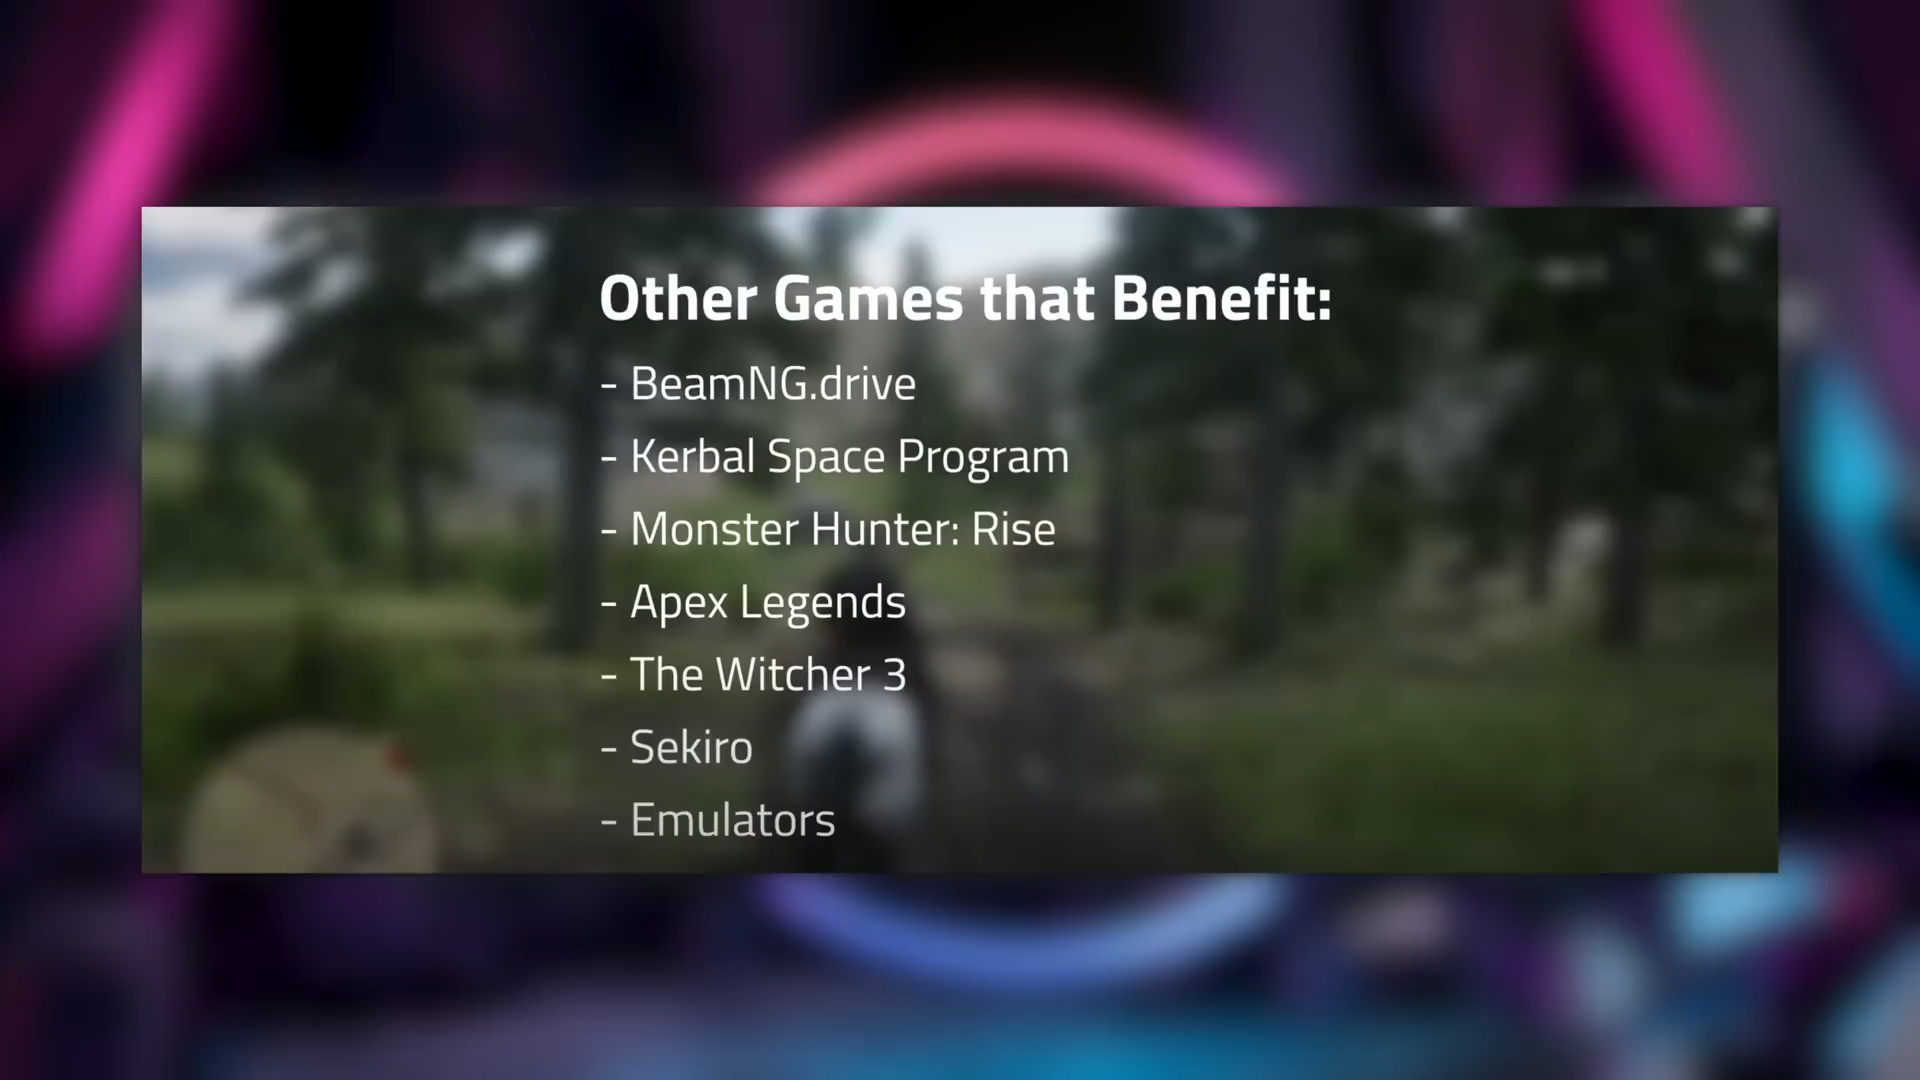 Other Games that Benefit:
- BeamNG.drive
- Kerbal Space Program
- Monster Hunter: Rise
- Apex Legends
- The Witcher 3
- Sekiro
- Emulators